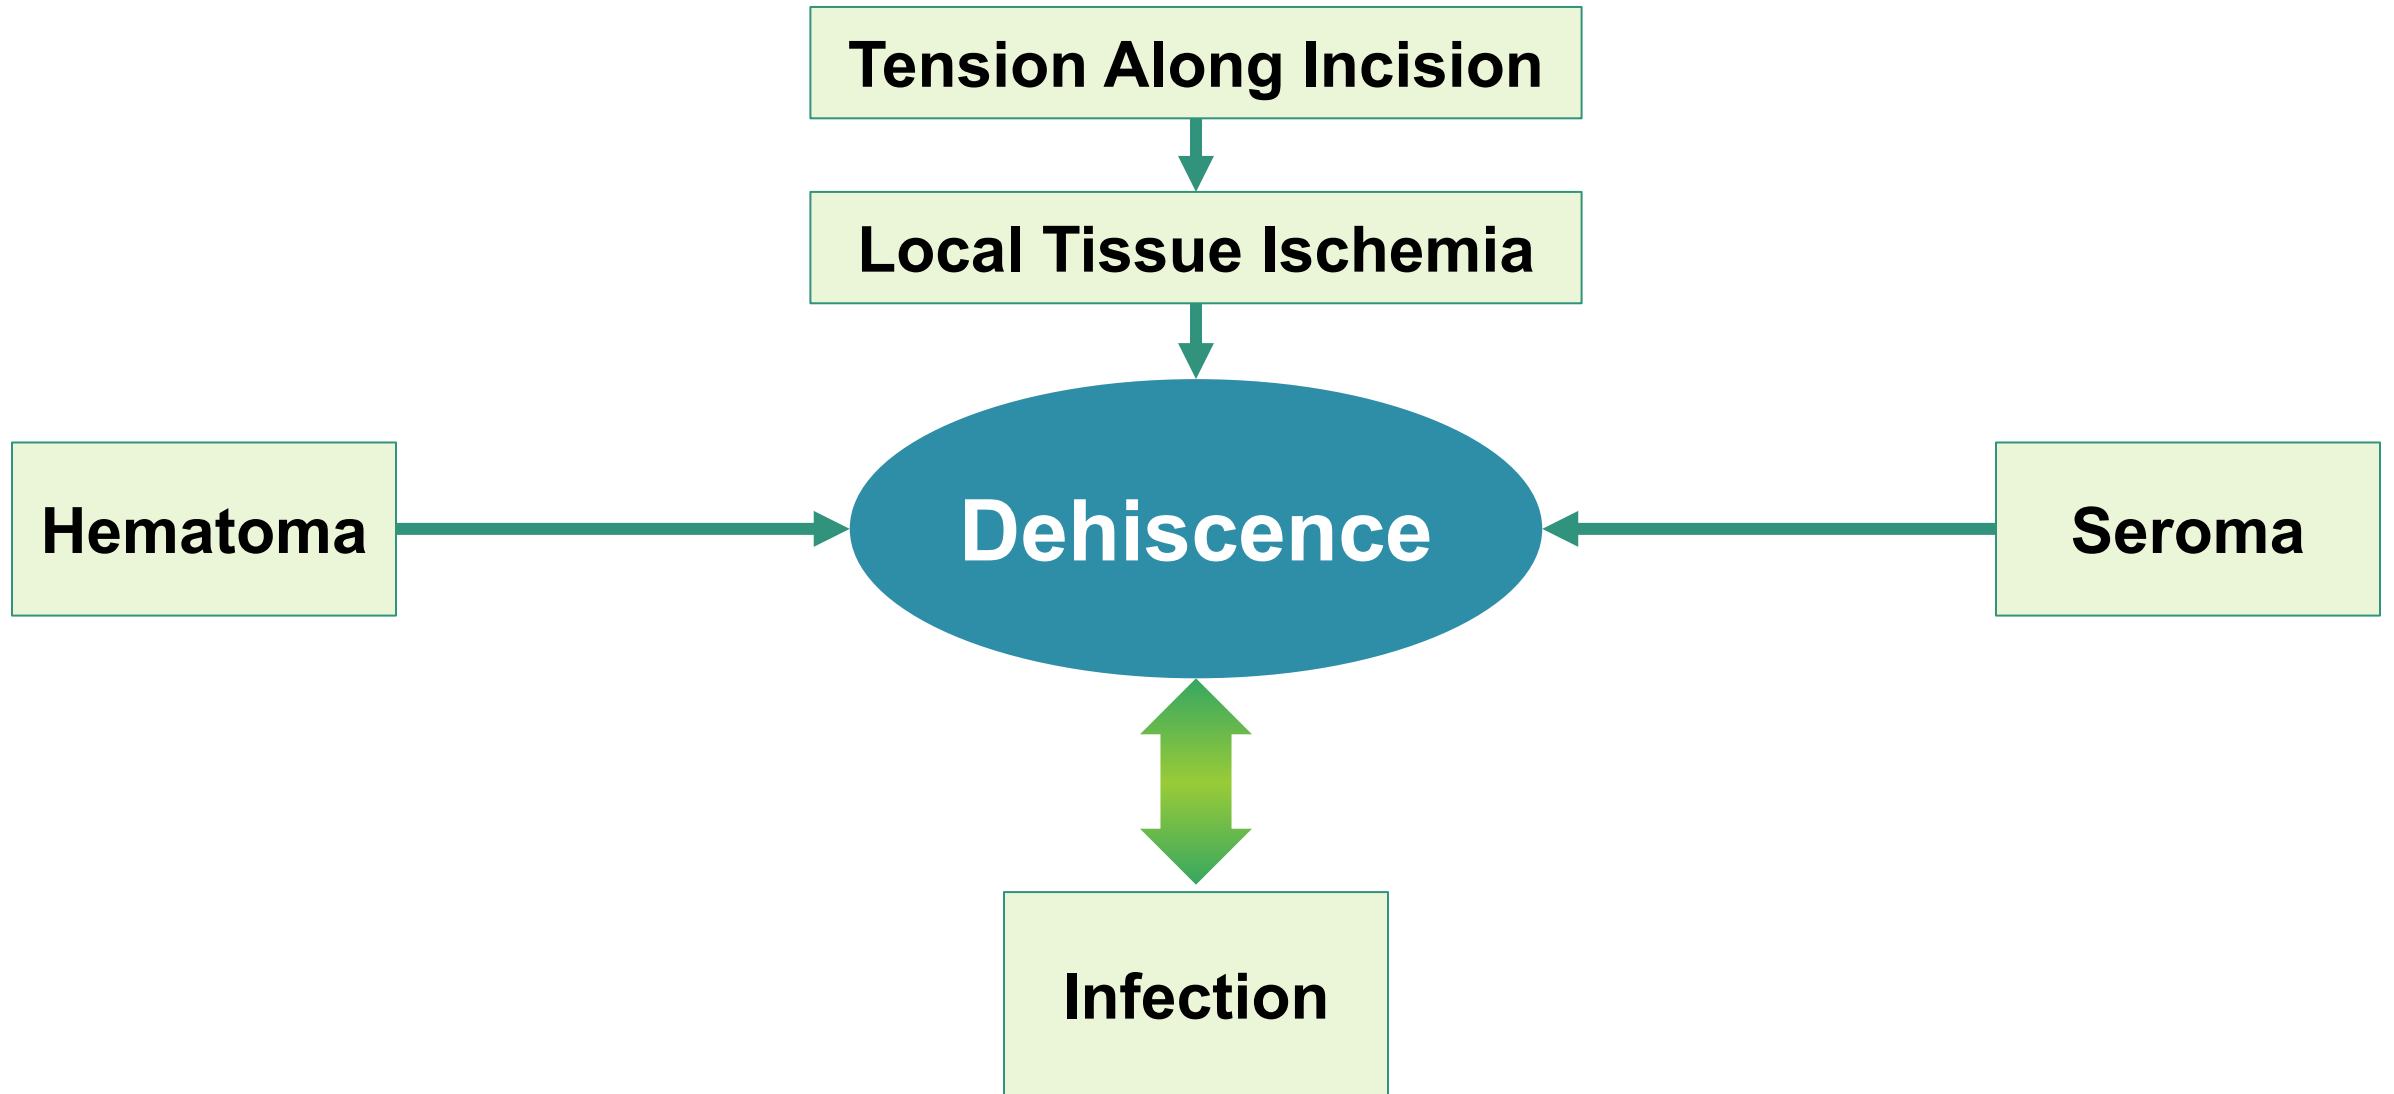 Tension Along Incision
Local Tissue Ischemia
Hematoma
Dehiscence
Seroma
Infection